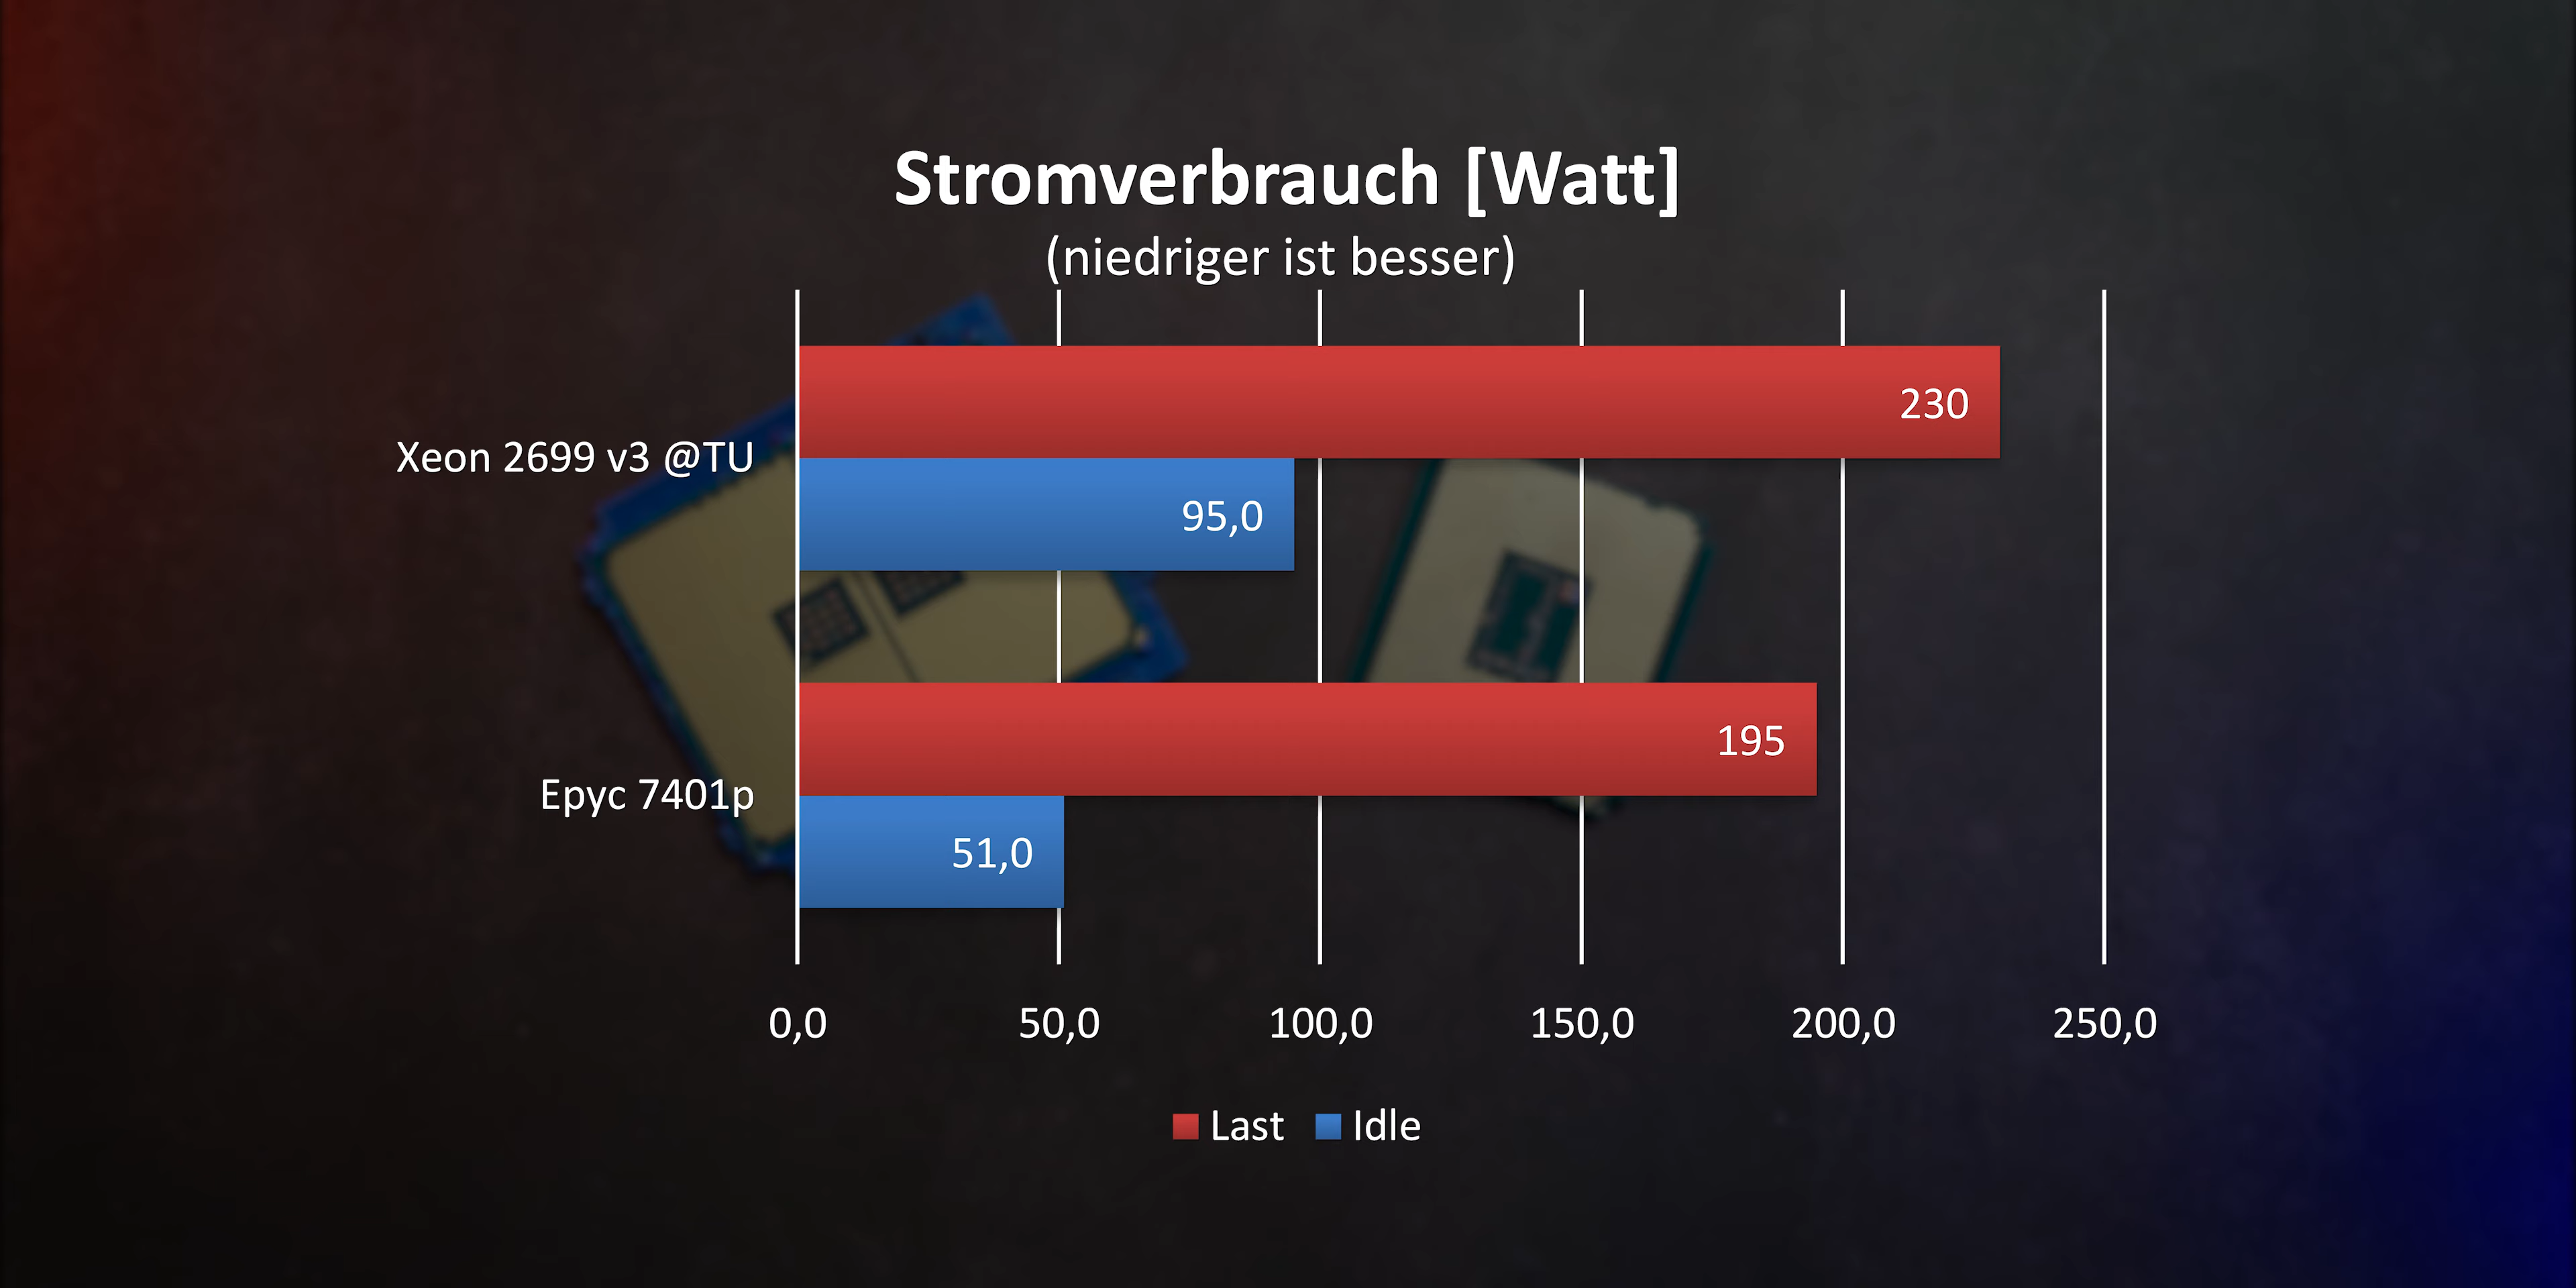 Stromverbrauch [Watt]
(niedriger ist besser)
Xeon 2699 v3 @TU
230
95,0
Epyc 7401p
195
51,0
0,0 50,0 100,0 150,0 200,0 250,0
Last Idle